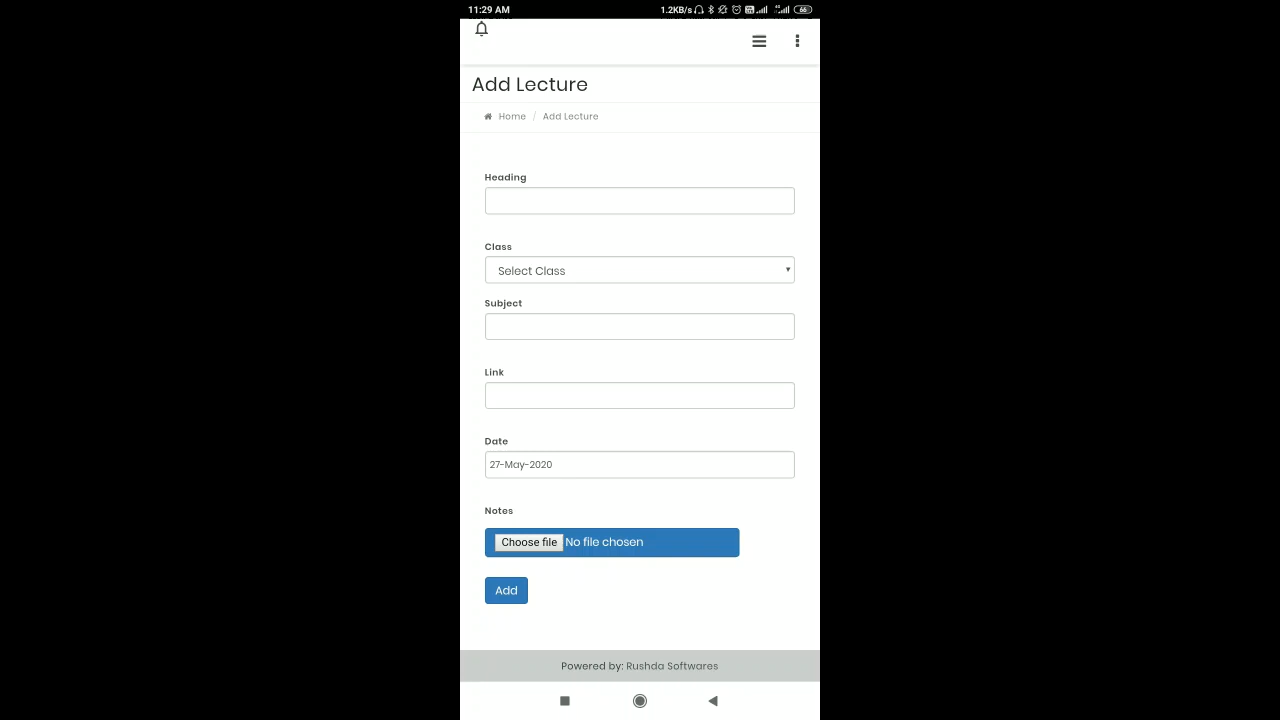 11:29 AM 1.2KB/s 66
Add Lecture
Home / Add Lecture
Heading
Class
Select Class
Subject
Link
Date
27-May-2020
Notes
Choose file No file chosen
Add
Powered by: Rushda Softwares